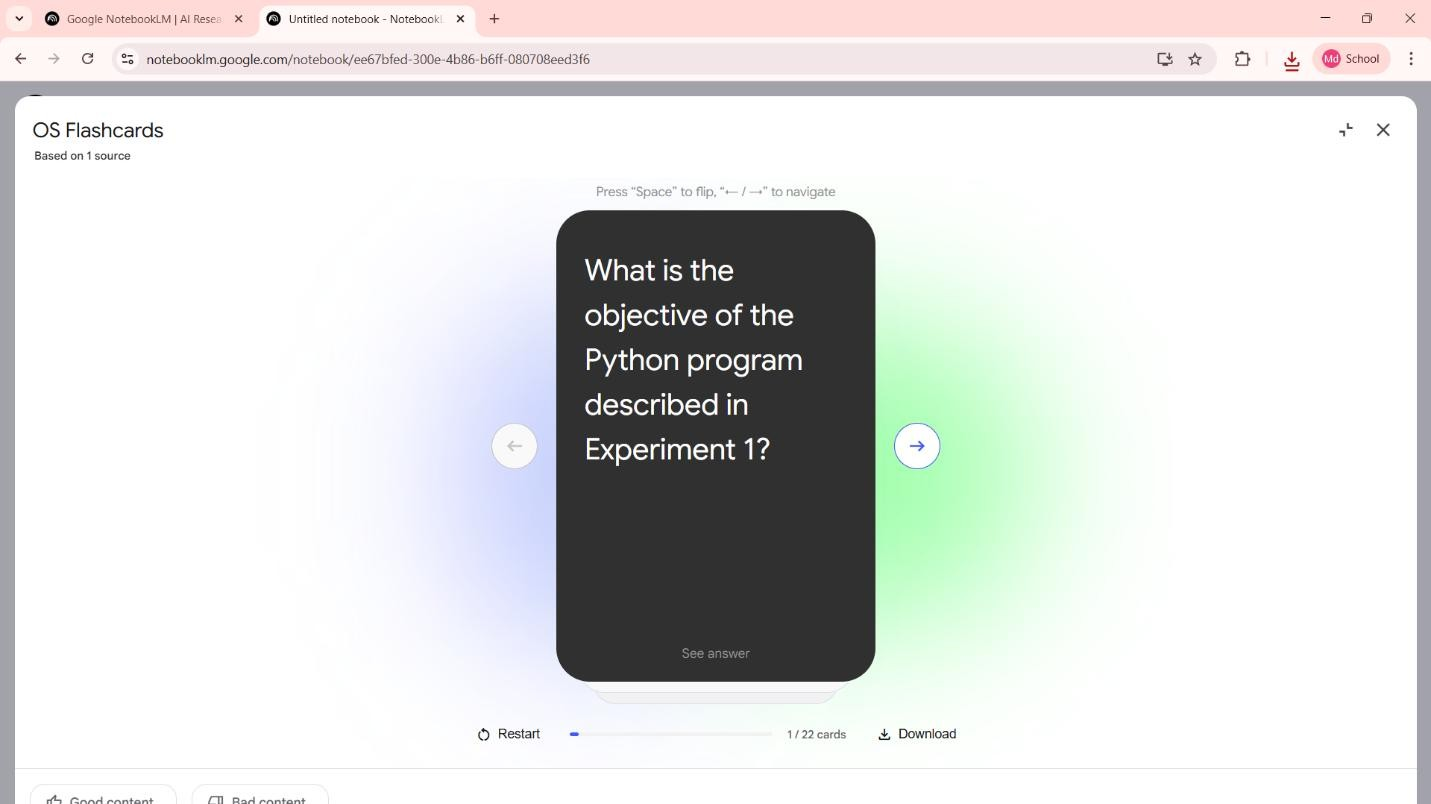 Google NotebookLM | AI Resea
Untitled notebook - NotebookL
notebooklm.google.com/notebook/ee67bfed-300e-4b86-b6ff-080708eed3f6
Md School
OS Flashcards
Based on 1 source
Press “Space” to flip, “← / →” to navigate
What is the
objective of the
Python program
described in
Experiment 1?
See answer
Restart
1 / 22 cards
Download
Good content
Bad content